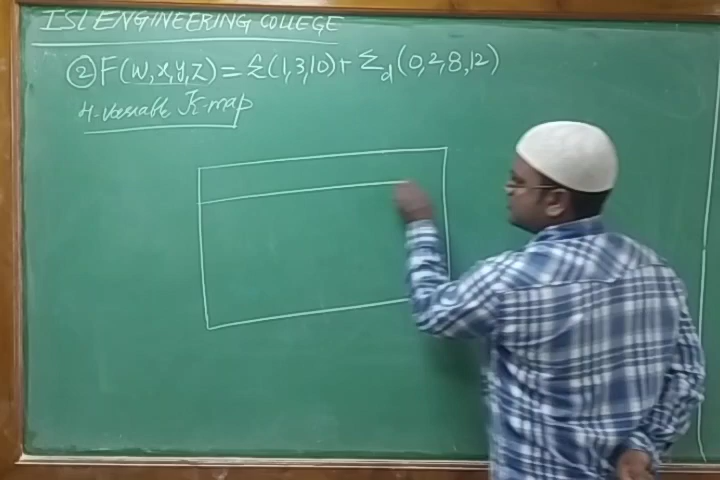 ISL ENGINEERING COLLEGE
② F(w,x,y,z) = Σ(1,3,10) + Σd(0,2,8,12)
4-variable K-map